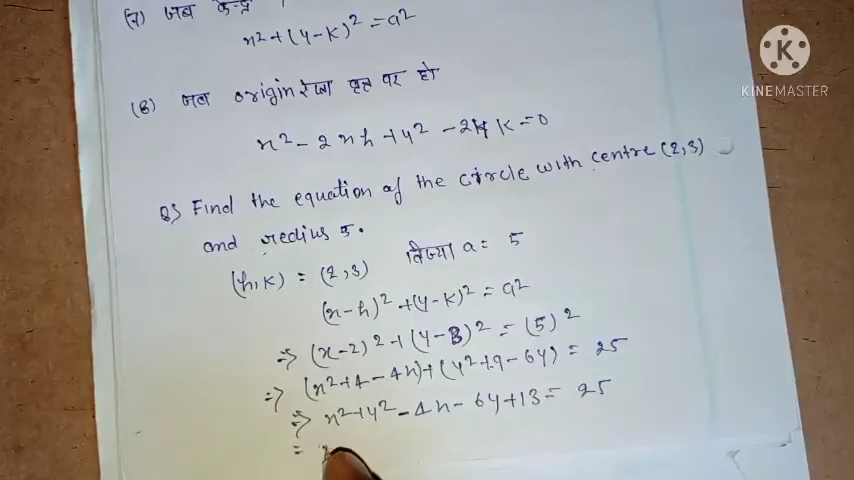 (7) जब केन्द्र
x² + (y-k)² = a²
KINEMASTER
(8) जब origin रेखा वृत्त पर हो
x² - 2xh + y² - 2yk = 0
Q) Find the equation of the circle with centre (2,3)
and redius 5.
(h,k) = (2,3) त्रिज्या a = 5
(x-h)² + (y-k)² = a²
=> (x-2)² + (y-3)² = (5)²
=> (x²+4-4x) + (y²+9-6y) = 25
=> x²+y²-4x-6y+13 = 25
=